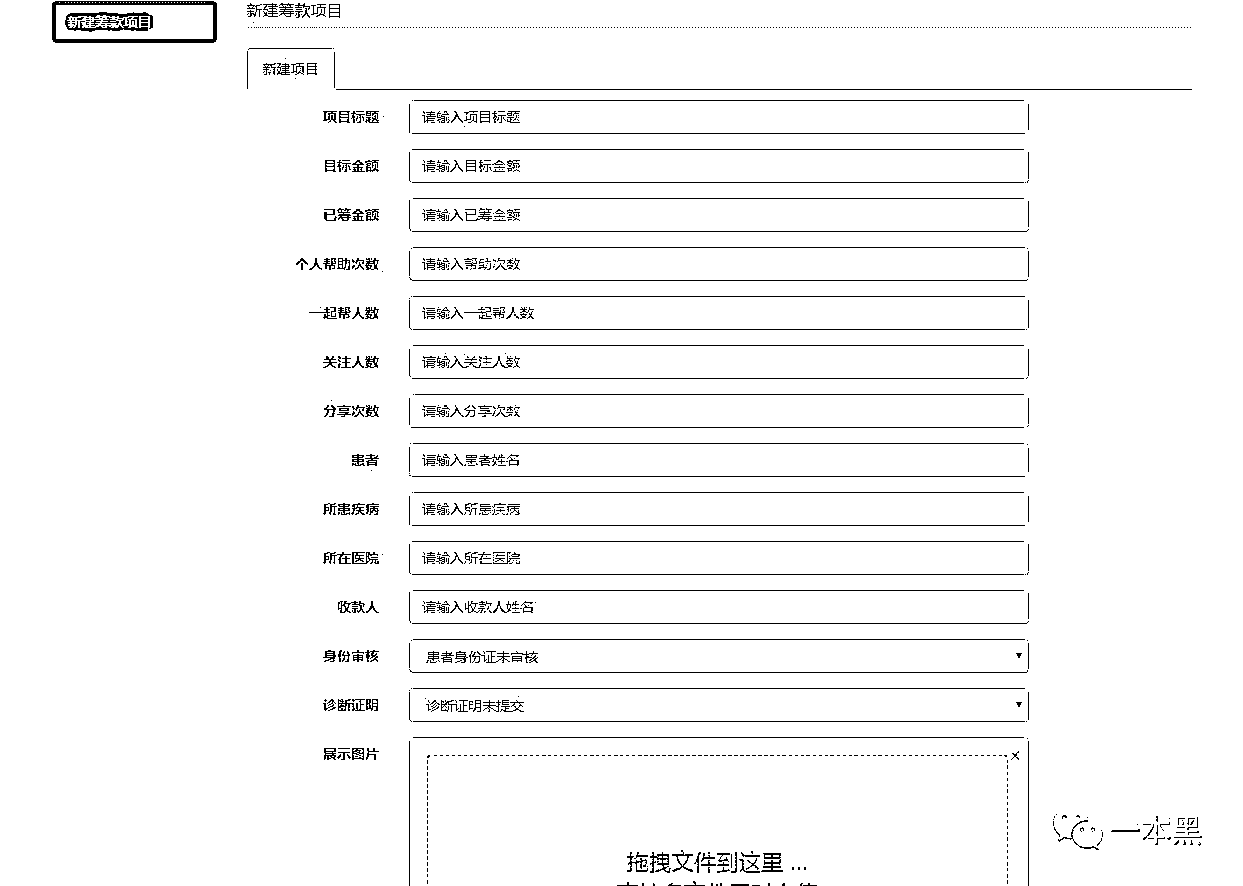 新建筹款项目
新建筹款项目
新建项目
项目标题 请输入项目标题
目标金额 请输入目标金额
已筹金额 请输入已筹金额
个人帮助次数 请输入帮助次数
一起帮人数 请输入一起帮人数
关注人数 请输入关注人数
分享次数 请输入分享次数
患者 请输入患者姓名
所患疾病 请输入所患疾病
所在医院 请输入所在医院
收款人 请输入收款人姓名
身份审核 患者身份证未审核
诊断证明 诊断证明未提交
展示图片
拖拽文件到这里 ...
一本黑